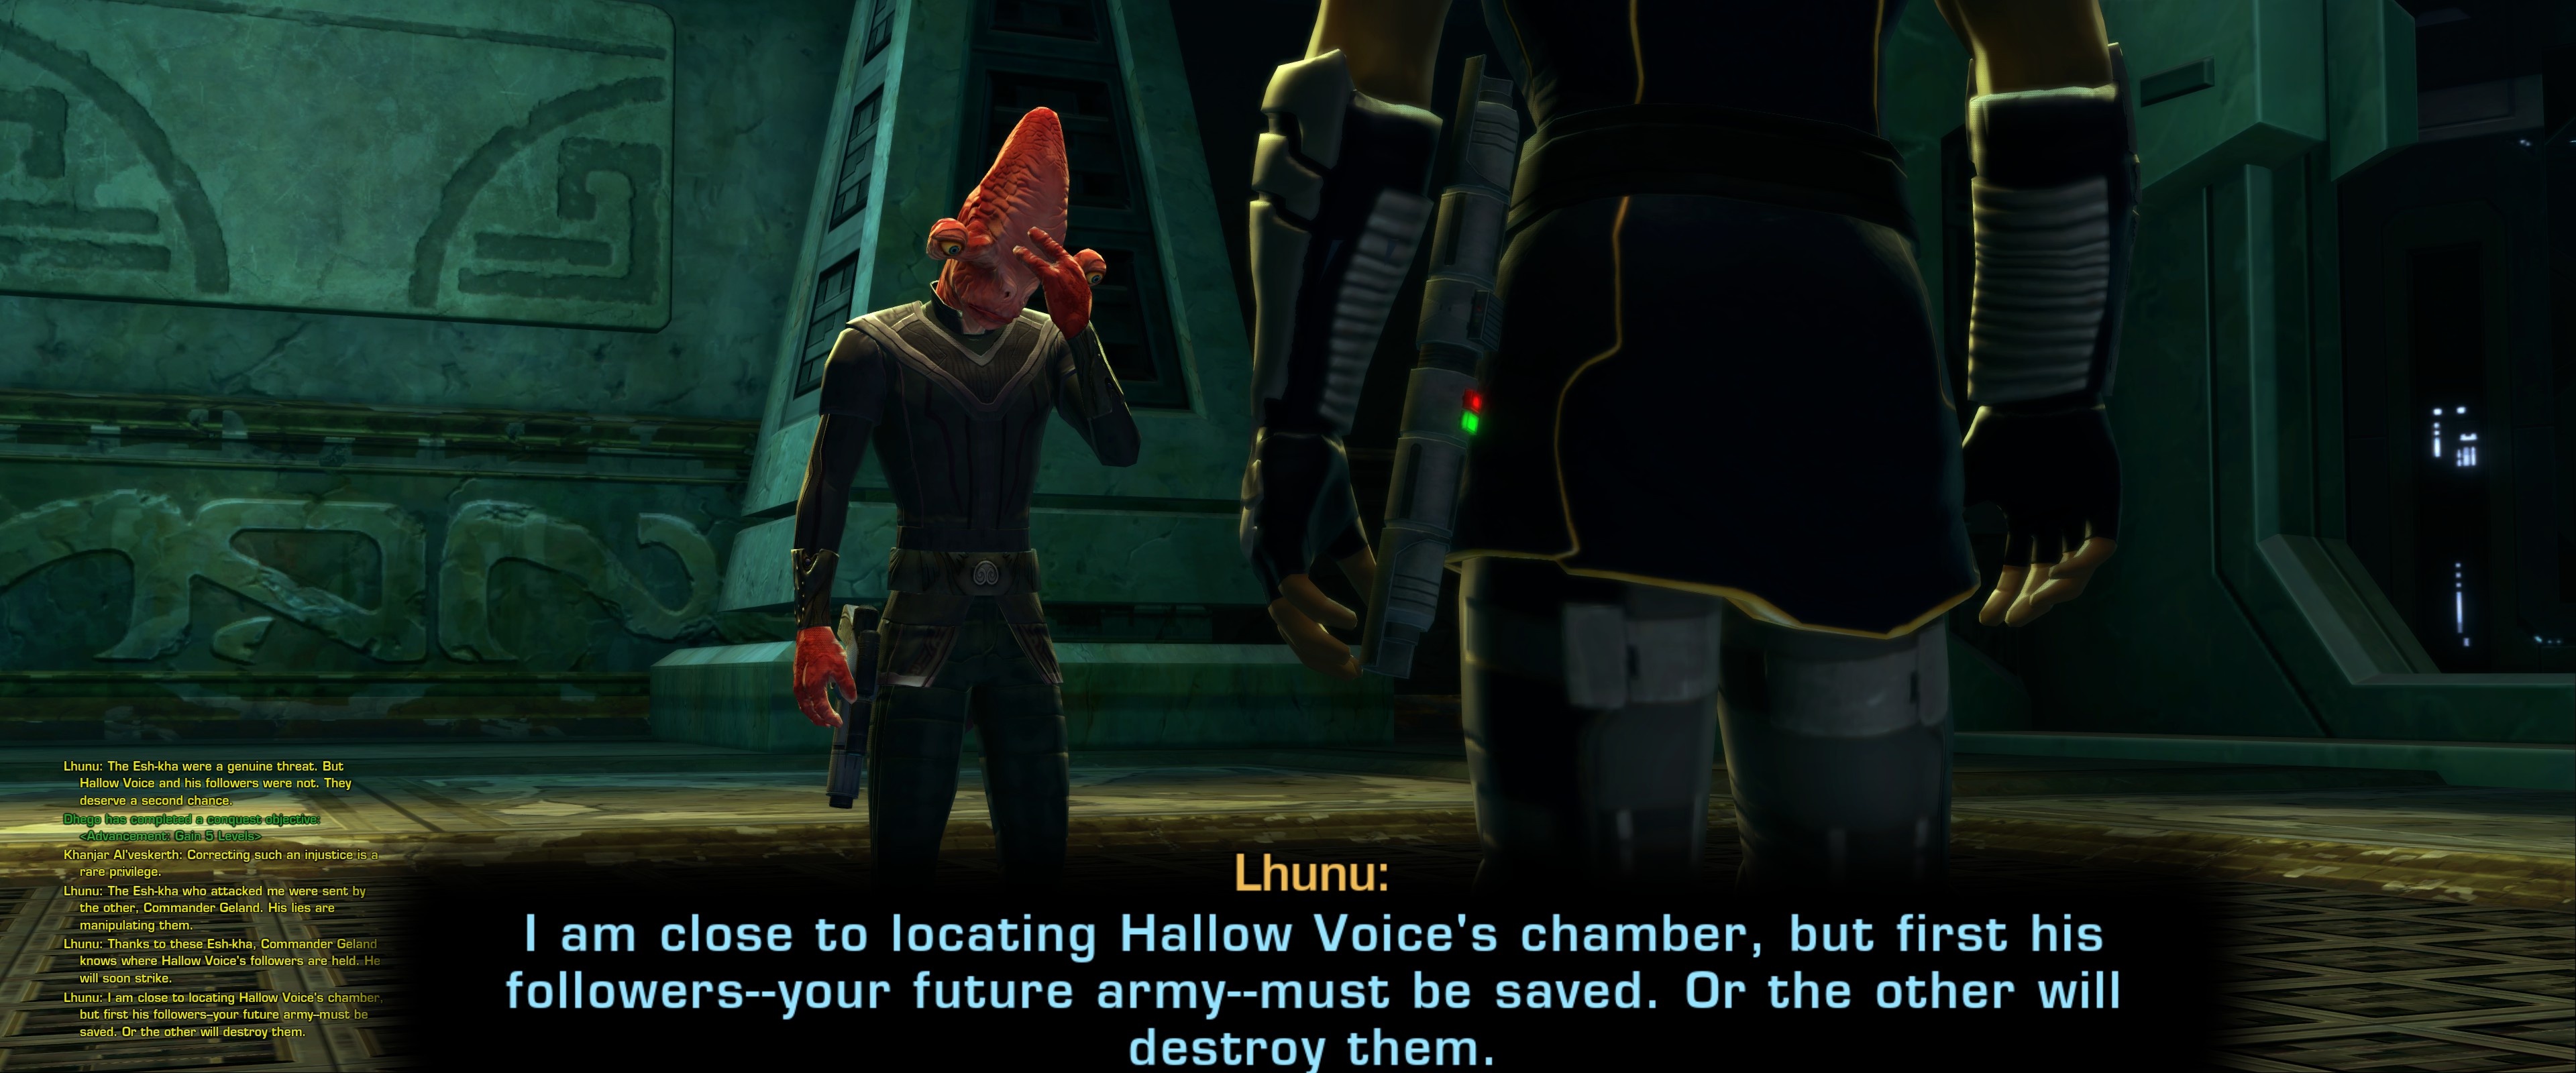 Lhunu: The Esh-kha were a genuine threat. But
Hallow Voice and his followers were not. They
deserve a second chance.
Dhego has completed a conquest objective:
<Advancement: Gain 5 Levels>
Khanjar Al'veskerth: Correcting such an injustice is a
rare privilege.
Lhunu: The Esh-kha who attacked me were sent by
the other, Commander Geland. His lies are
manipulating them.
Lhunu: Thanks to these Esh-kha, Commander Geland
knows where Hallow Voice's followers are held. He
will soon strike.
Lhunu: I am close to locating Hallow Voice's chamber,
but first his followers--your future army--must be
saved. Or the other will destroy them.
Lhunu:
I am close to locating Hallow Voice's chamber, but first his
followers--your future army--must be saved. Or the other will
destroy them.